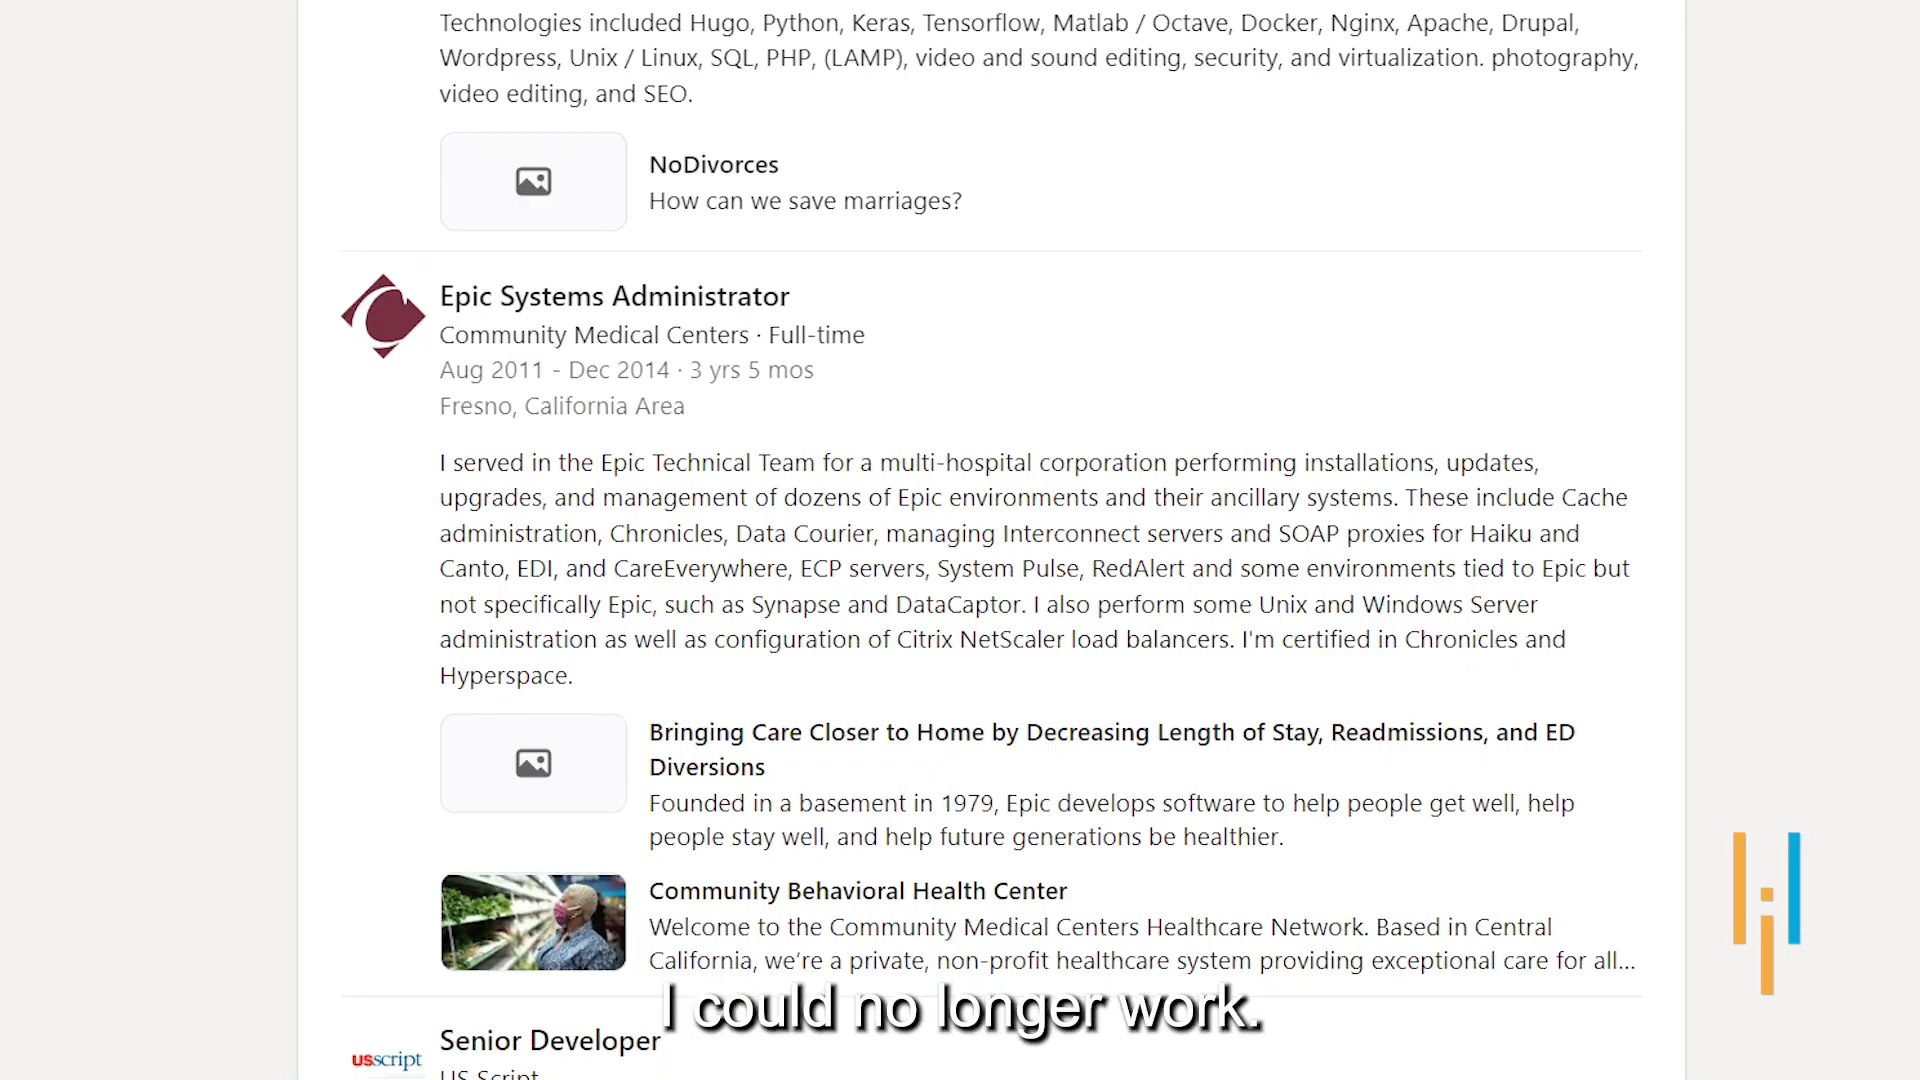 Technologies included Hugo, Python, Keras, Tensorflow, Matlab / Octave, Docker, Nginx, Apache, Drupal,
Wordpress, Unix / Linux, SQL, PHP, (LAMP), video and sound editing, security, and virtualization. photography,
video editing, and SEO.
NoDivorces
How can we save marriages?
Epic Systems Administrator
Community Medical Centers · Full-time
Aug 2011 - Dec 2014 · 3 yrs 5 mos
Fresno, California Area
I served in the Epic Technical Team for a multi-hospital corporation performing installations, updates,
upgrades, and management of dozens of Epic environments and their ancillary systems. These include Cache
administration, Chronicles, Data Courier, managing Interconnect servers and SOAP proxies for Haiku and
Canto, EDI, and CareEverywhere, ECP servers, System Pulse, RedAlert and some environments tied to Epic but
not specifically Epic, such as Synapse and DataCaptor. I also perform some Unix and Windows Server
administration as well as configuration of Citrix NetScaler load balancers. I'm certified in Chronicles and
Hyperspace.
Bringing Care Closer to Home by Decreasing Length of Stay, Readmissions, and ED
Diversions
Founded in a basement in 1979, Epic develops software to help people get well, help
people stay well, and help future generations be healthier.
Community Behavioral Health Center
Welcome to the Community Medical Centers Healthcare Network. Based in Central
California, we’re a private, non-profit healthcare system providing exceptional care for all...
I could no longer work.
Senior Developer
usscript
US Script